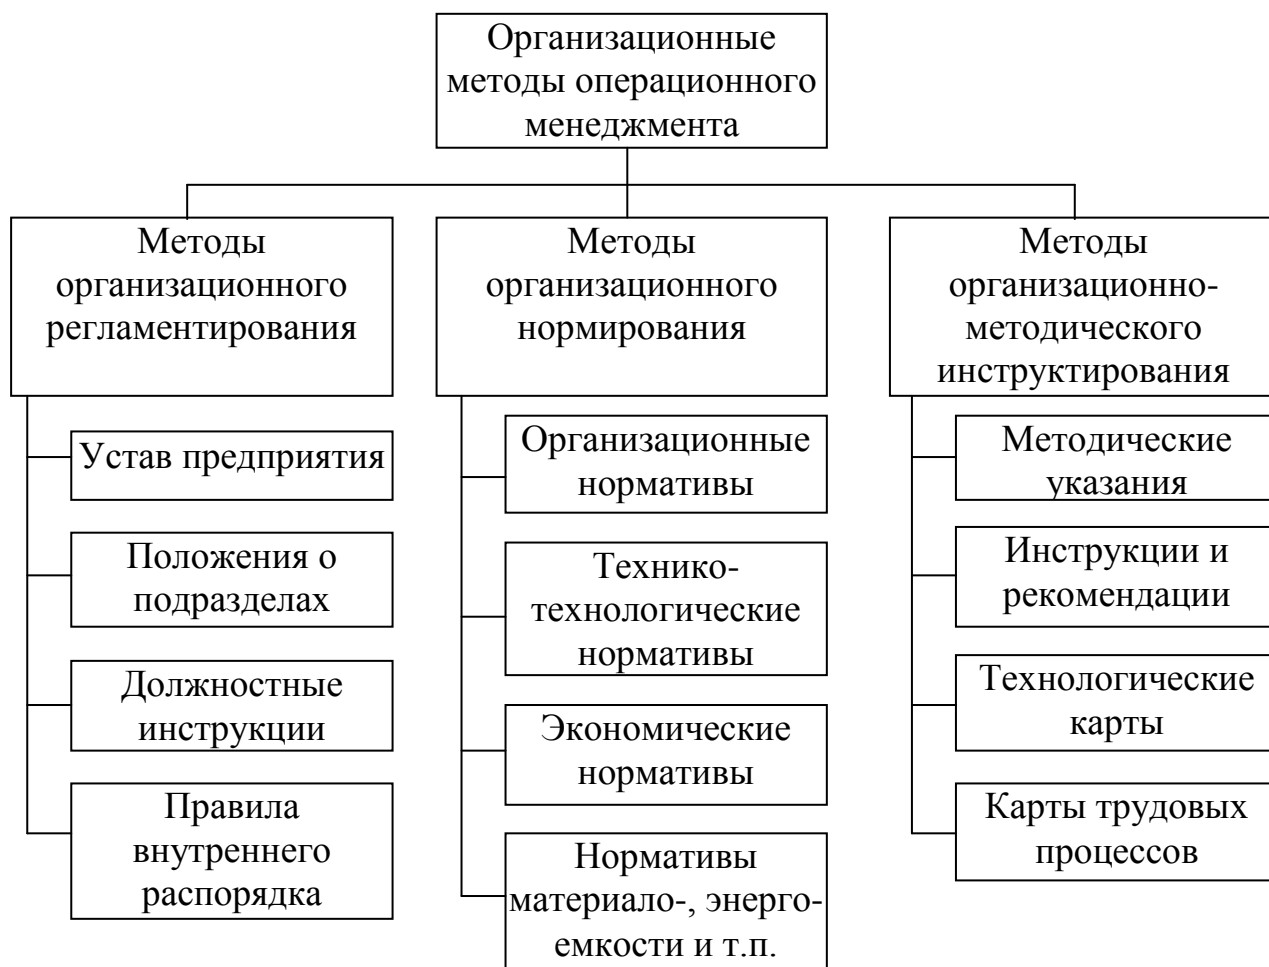 Организационные
методы операционного
менеджмента
Методы
организационного
регламентирования
Устав предприятия
Положения о
подразделах
Должностные
инструкции
Правила
внутреннего
распорядка
Методы
организационного
нормирования
Организационные
нормативы
Технико-
технологические
нормативы
Экономические
нормативы
Нормативы
материало-, энерго-
емкости и т.п.
Методы
организационно-
методического
инструктирования
Методические
указания
Инструкции и
рекомендации
Технологические
карты
Карты трудовых
процессов